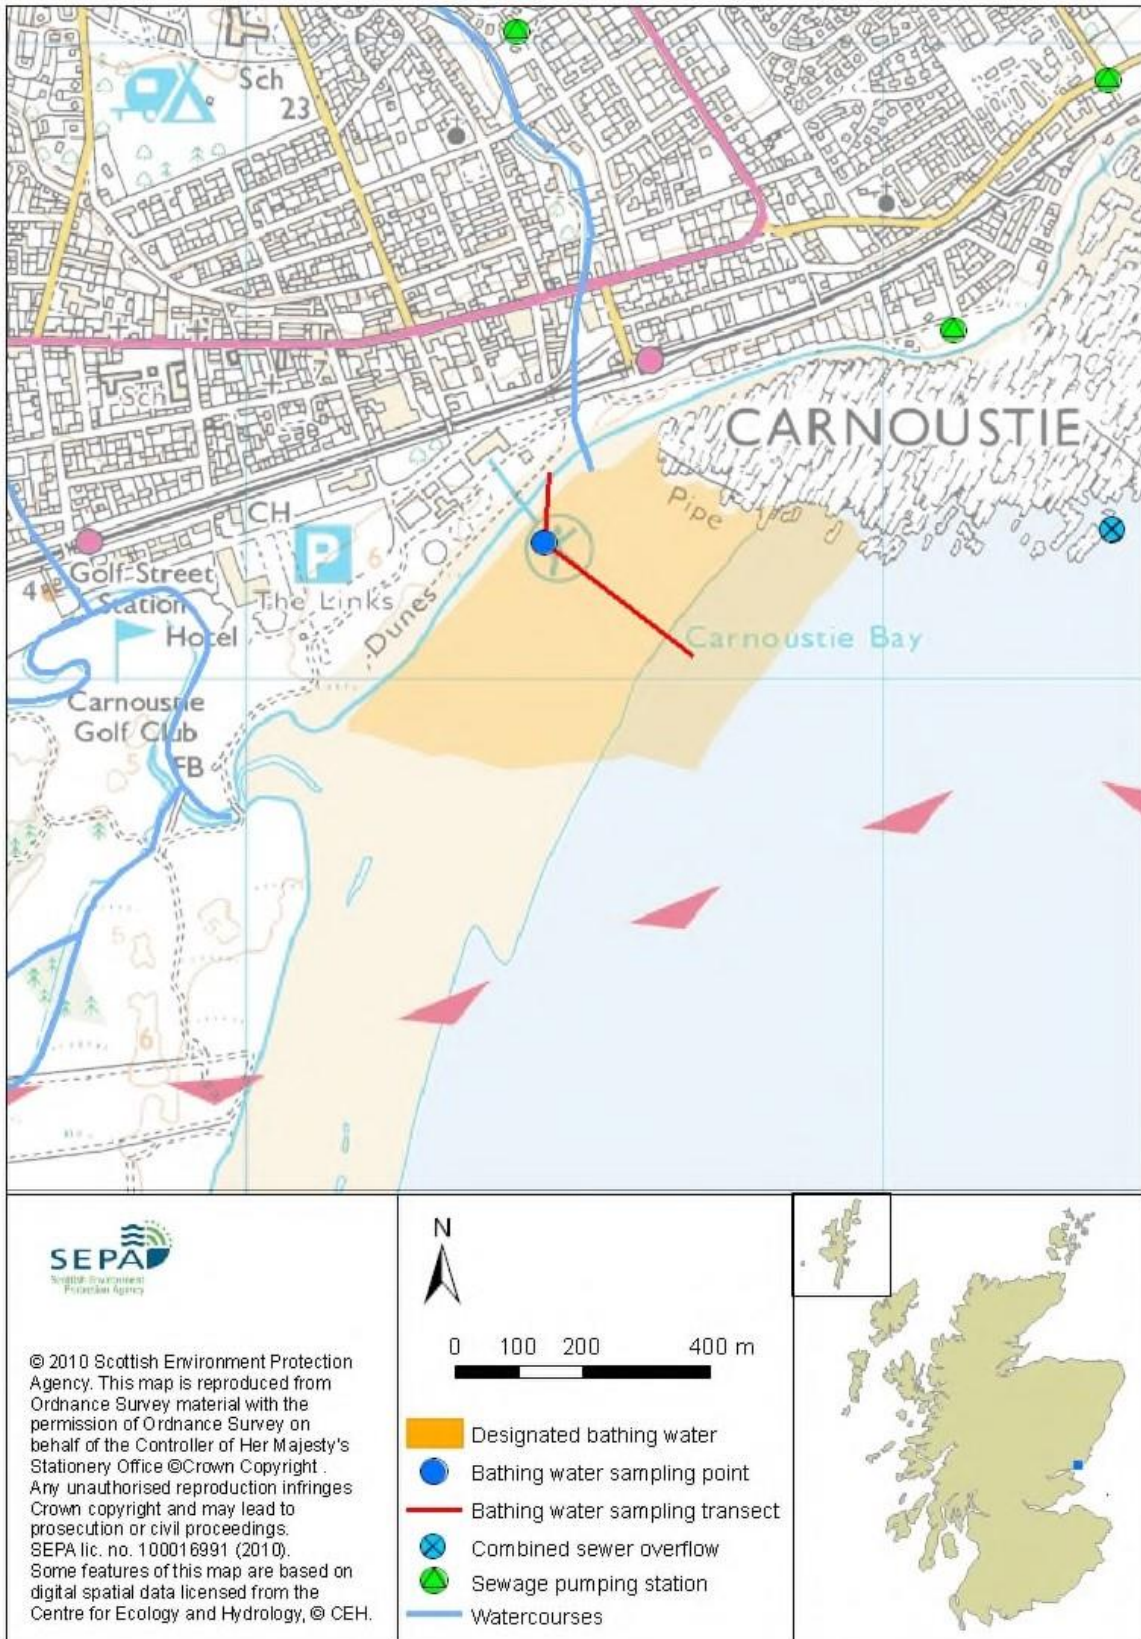 Sch
23
Sch
7
CARNOUSTIE
Pipe
CH
P
6
Golf Street
Station
4
The Links
Hotel
Dunes
Carnoustie Bay
Carnoustie
Golf Club
5
FB
5
6
SEPA
Scottish Environment
Protection Agency
© 2010 Scottish Environment Protection
Agency. This map is reproduced from
Ordnance Survey material with the
permission of Ordnance Survey on
behalf of the Controller of Her Majesty's
Stationery Office ©Crown Copyright .
Any unauthorised reproduction infringes
Crown copyright and may lead to
prosecution or civil proceedings.
SEPA lic. no. 100016991 (2010).
Some features of this map are based on
digital spatial data licensed from the
Centre for Ecology and Hydrology, © CEH.
N
0 100 200 400 m
Designated bathing water
Bathing water sampling point
Bathing water sampling transect
Combined sewer overflow
Sewage pumping station
Watercourses